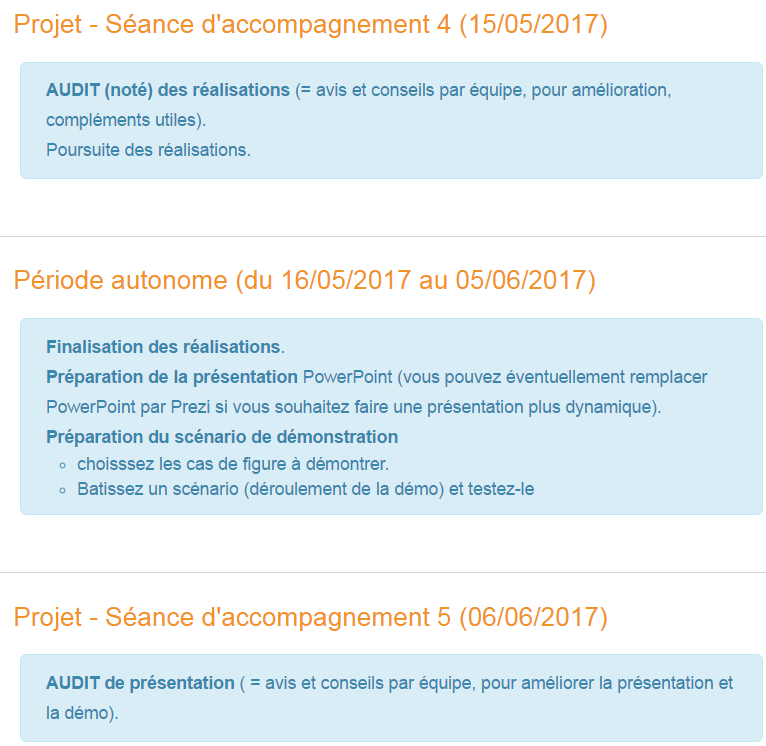 Projet - Séance d'accompagnement 4 (15/05/2017)
AUDIT (noté) des réalisations (= avis et conseils par équipe, pour amélioration,
compléments utiles).
Poursuite des réalisations.
Période autonome (du 16/05/2017 au 05/06/2017)
Finalisation des réalisations.
Préparation de la présentation PowerPoint (vous pouvez éventuellement remplacer
PowerPoint par Prezi si vous souhaitez faire une présentation plus dynamique).
Préparation du scénario de démonstration
choisssez les cas de figure à démontrer.
Batissez un scénario (déroulement de la démo) et testez-le
Projet - Séance d'accompagnement 5 (06/06/2017)
AUDIT de présentation ( = avis et conseils par équipe, pour améliorer la présentation et
la démo).